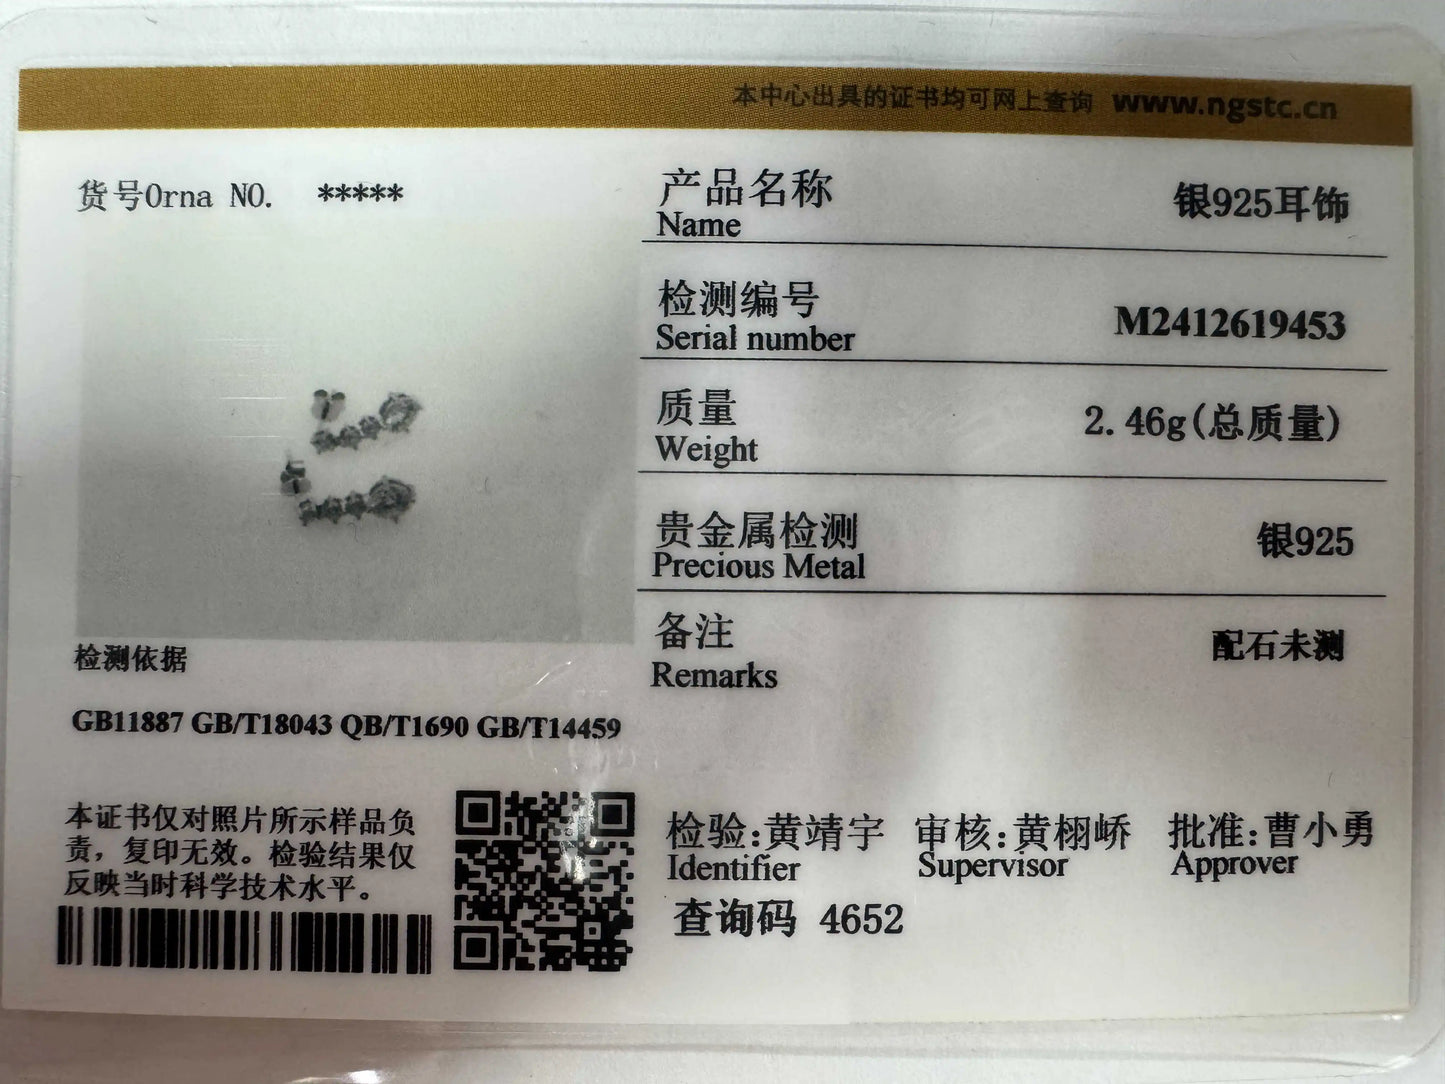 本中心出具的证书均可网上查询 www.ngstc.cn
货号Orna NO. *****
产品名称 银925耳饰
Name
检测编号 M2412619453
Serial number
质量 2.46g(总质量)
Weight
贵金属检测 银925
Precious Metal
备注 配石未测
Remarks
检测依据
GB11887 GB/T18043 QB/T1690 GB/T14459
本证书仅对照片所示样品负
责，复印无效。检验结果仅
反映当时科学技术水平。
检验:黄靖宇 审核:黄栩峤 批准:曹小勇
Identifier Supervisor Approver
查询码 4652